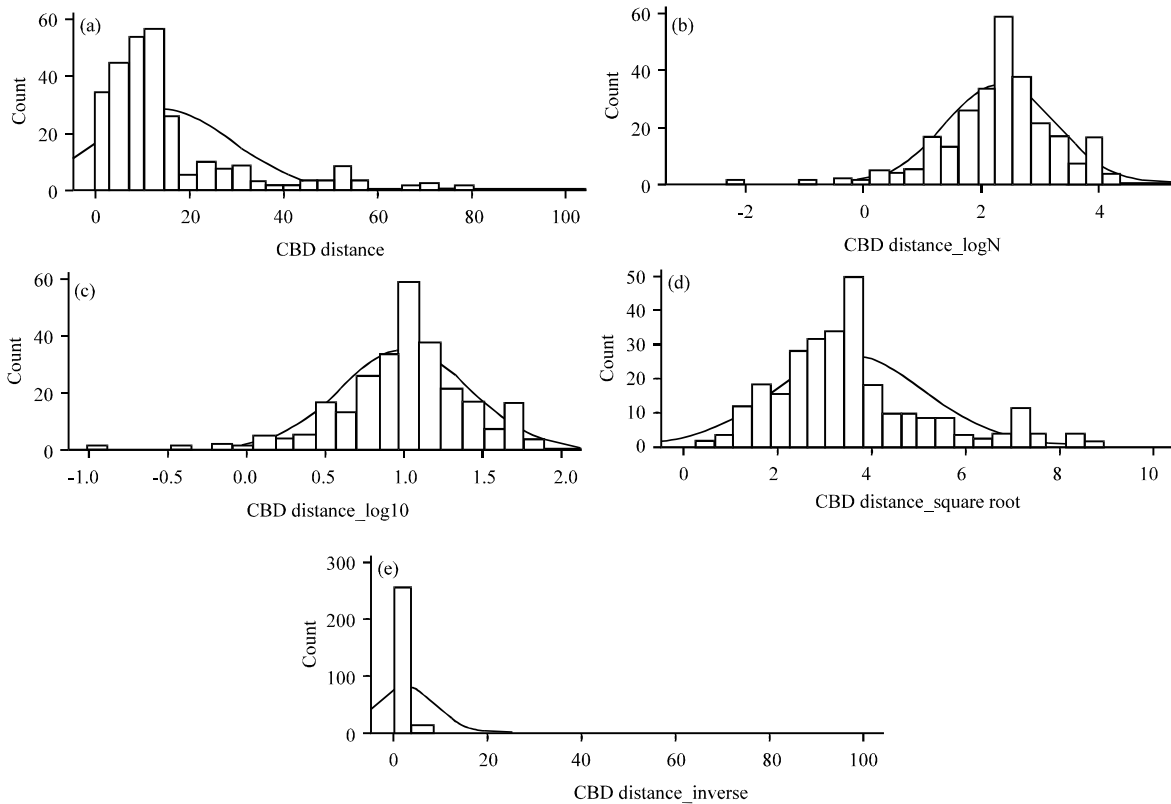 (a)
60
40
20
0
Count
0 20 40 60 80 100
CBD distance
(b)
60
40
20
0
Count
-2 0 2 4
CBD distance_logN
(c)
60
40
20
0
Count
-1.0 -0.5 0.0 0.5 1.0 1.5 2.0
CBD distance_log10
(d)
50
40
30
20
10
0
Count
0 2 4 6 8 10
CBD distance_square root
(e)
300
200
100
0
Count
0 20 40 60 80 100
CBD distance_inverse